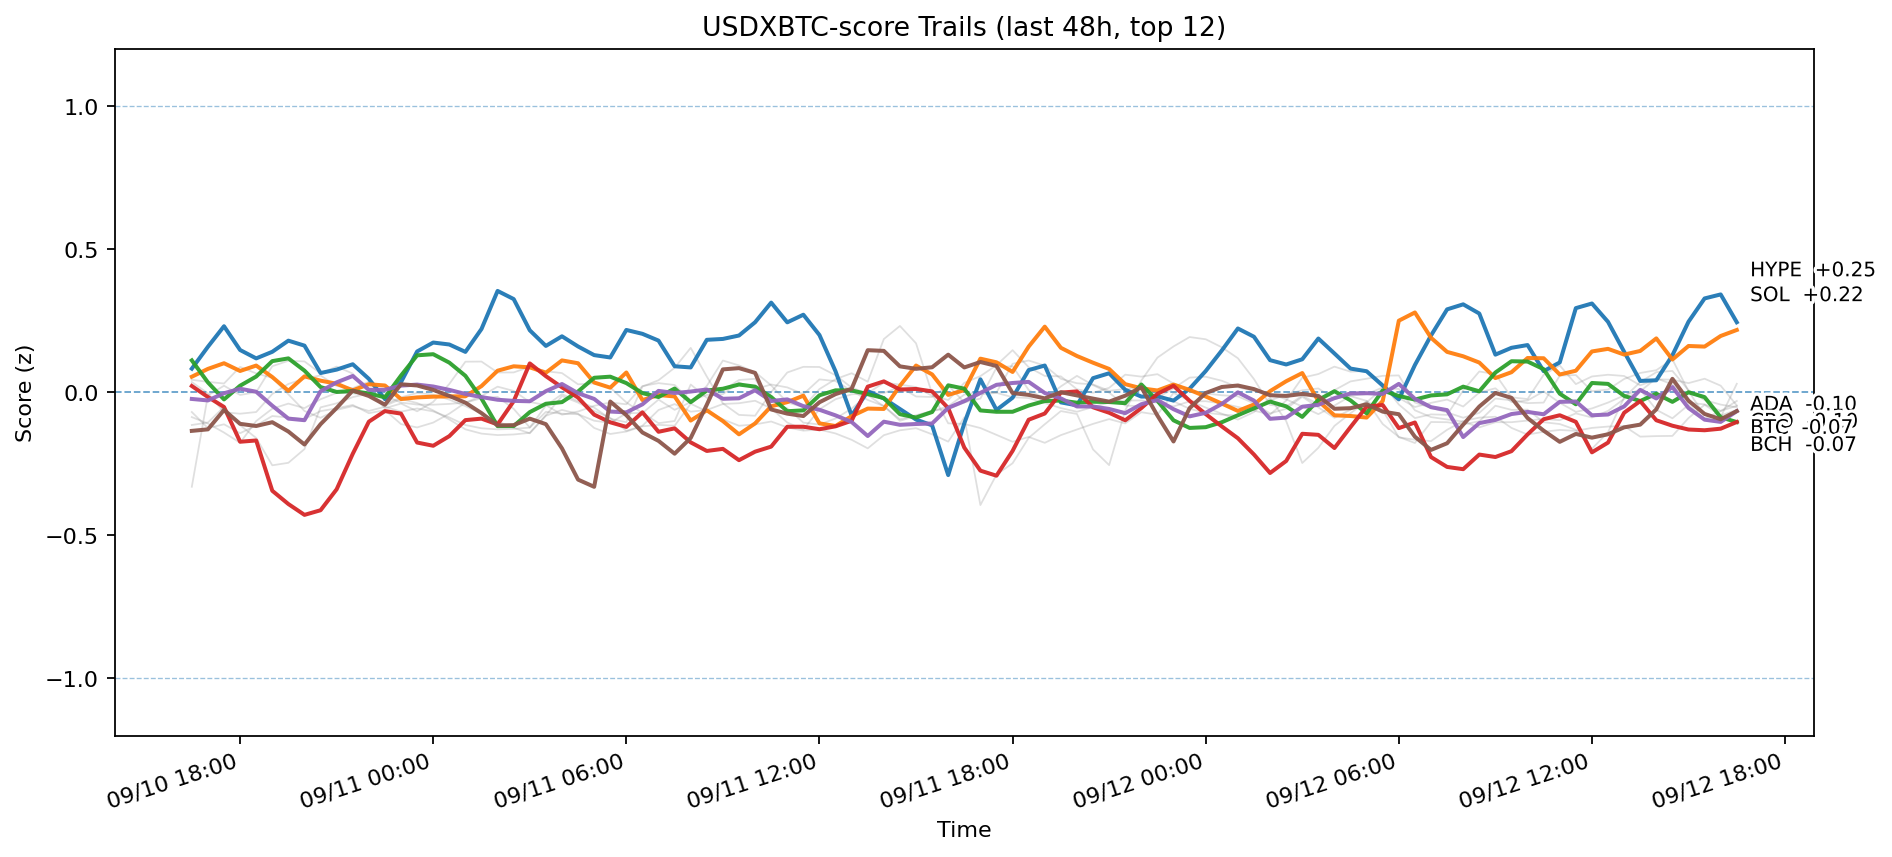 USDXBTC-score Trails (last 48h, top 12)
Score (z)
1.0
0.5
0.0
−0.5
−1.0
HYPE +0.25
SOL +0.22
ADA -0.10
BTC -0.07
BCH -0.07
09/10 18:00
09/11 00:00
09/11 06:00
09/11 12:00
09/11 18:00
09/12 00:00
09/12 06:00
09/12 12:00
09/12 18:00
Time